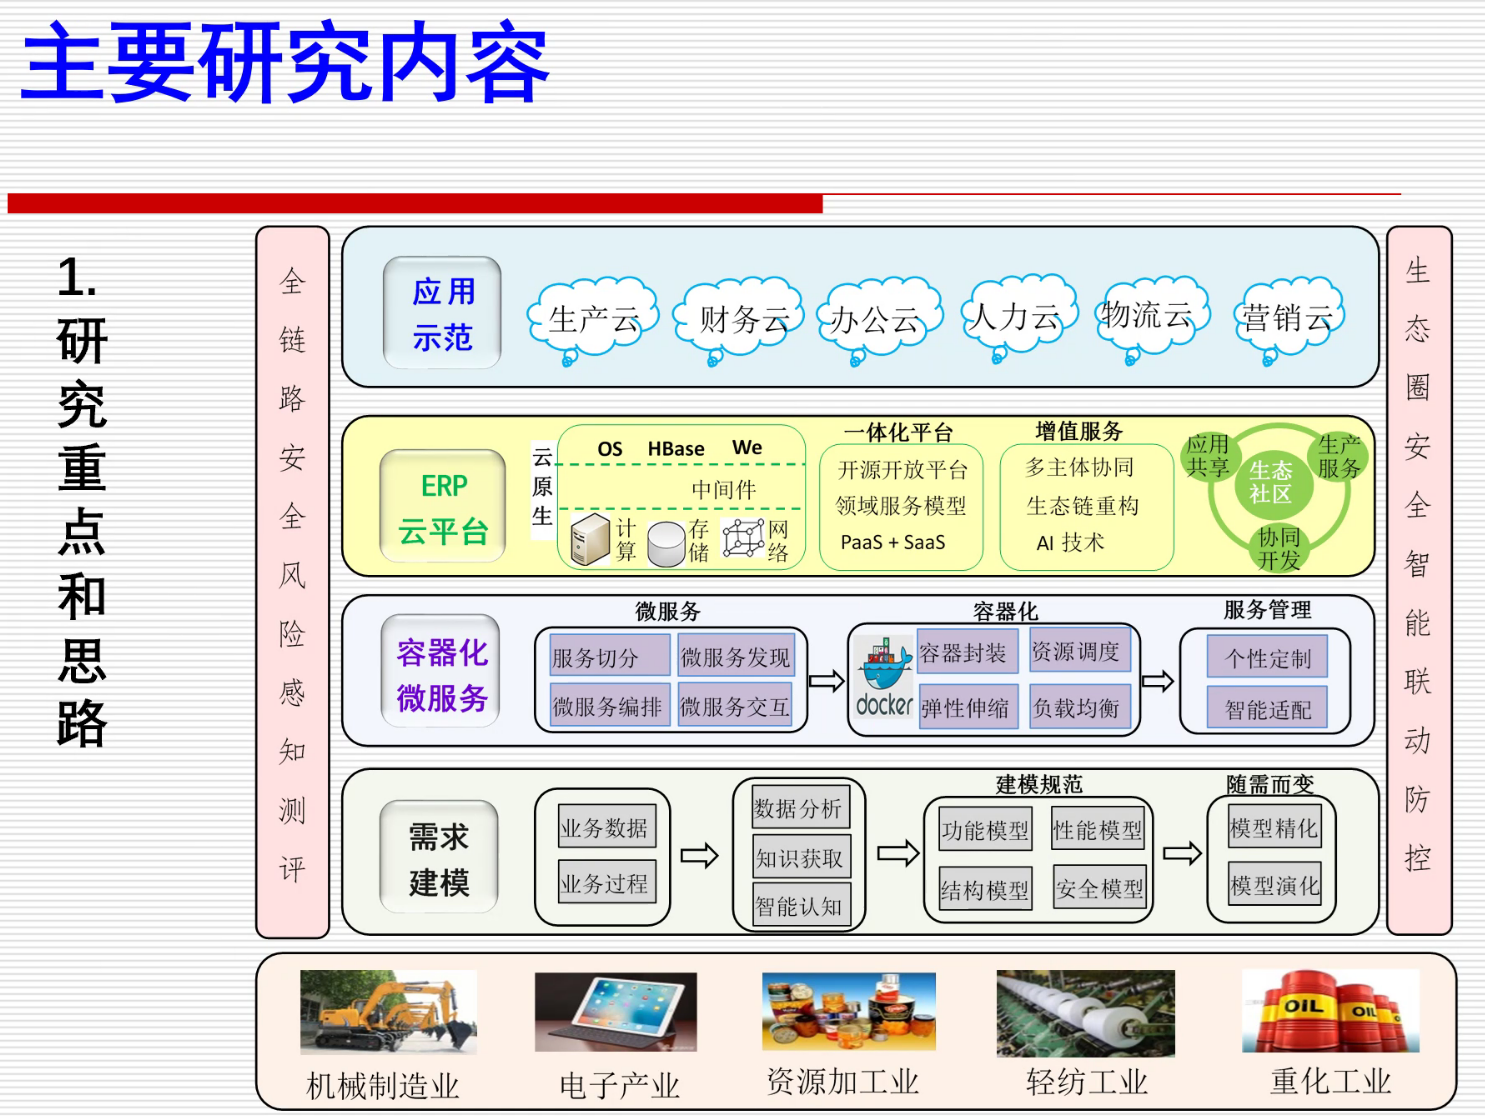 主要研究内容
1.研究重点和思路
全链路安全风险感知测评
应用
示范
生产云
财务云
办公云
人力云
物流云
营销云
ERP
云平台
云原生
OS HBase We
中间件
计算
存储
网络
一体化平台
开源开放平台
领域服务模型
PaaS + SaaS
增值服务
多主体协同
生态链重构
AI 技术
应用
共享
生态
社区
生产
服务
协同
开发
容器化
微服务
微服务
服务切分
微服务发现
微服务编排
微服务交互
容器化
docker
容器封装
资源调度
弹性伸缩
负载均衡
服务管理
个性定制
智能适配
需求
建模
业务数据
业务过程
数据分析
知识获取
智能认知
建模规范
功能模型
性能模型
结构模型
安全模型
随需而变
模型精化
模型演化
生态圈安全智能联动防控
OIL
OIL
机械制造业
电子产业
资源加工业
轻纺工业
重化工业